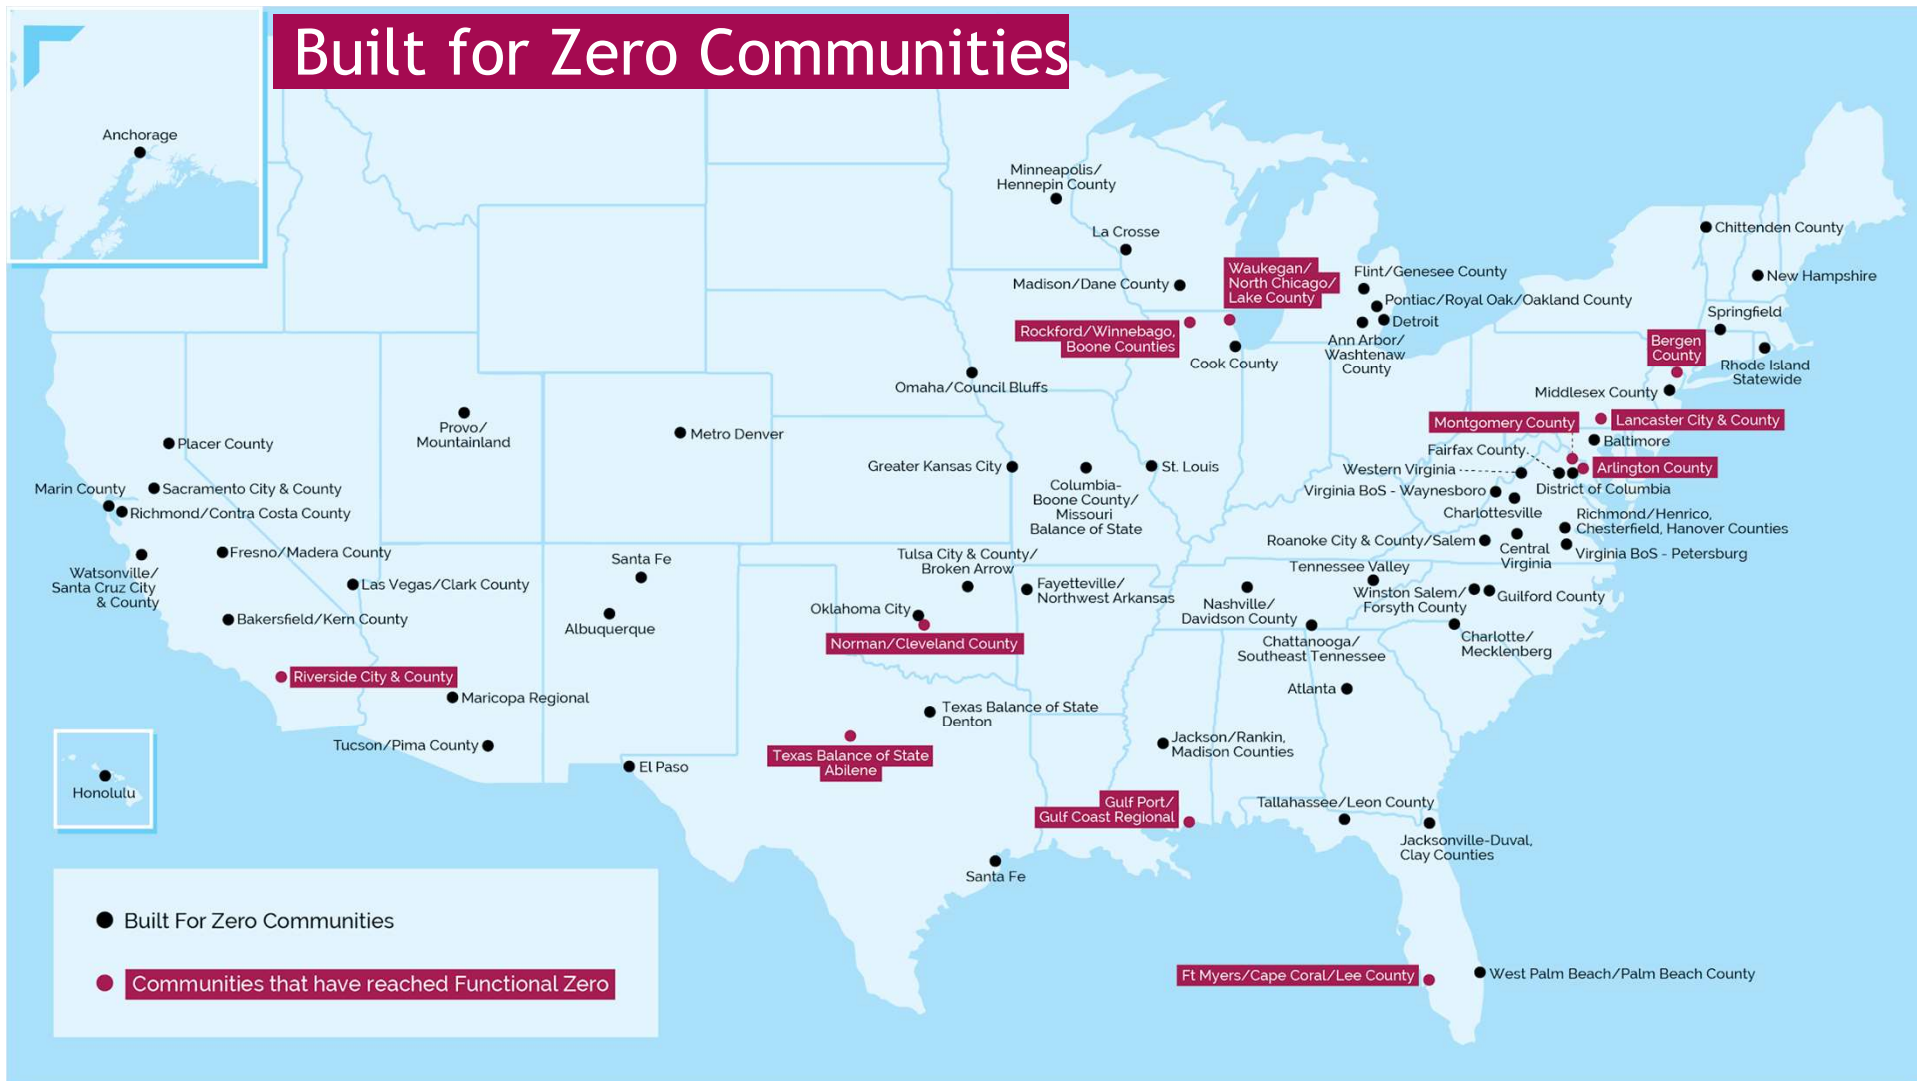 Built for Zero Communities
Anchorage
Minneapolis/
Hennepin County
La Crosse
Madison/Dane County
Waukegan/
North Chicago/
Lake County
Rockford/Winnebago,
Boone Counties
Cook County
Flint/Genesee County
Pontiac/Royal Oak/Oakland County
Detroit
Ann Arbor/
Washtenaw
County
Chittenden County
New Hampshire
Springfield
Bergen
County
Rhode Island
Statewide
Middlesex County
Montgomery County
Lancaster City & County
Baltimore
Fairfax County
Western Virginia
Arlington County
Virginia BoS - Waynesboro
District of Columbia
Charlottesville
Richmond/Henrico,
Chesterfield, Hanover Counties
Roanoke City & County/Salem
Central
Virginia
Virginia BoS - Petersburg
Omaha/Council Bluffs
Provo/
Mountainland
Metro Denver
Placer County
Greater Kansas City
Columbia-
Boone County/
Missouri
Balance of State
St. Louis
Marin County
Sacramento City & County
Richmond/Contra Costa County
Fresno/Madera County
Watsonville/
Santa Cruz City
& County
Las Vegas/Clark County
Bakersfield/Kern County
Santa Fe
Albuquerque
Tulsa City & County/
Broken Arrow
Oklahoma City
Norman/Cleveland County
Fayetteville/
Northwest Arkansas
Tennessee Valley
Nashville/
Davidson County
Winston Salem/
Forsyth County
Guilford County
Chattanooga/
Southeast Tennessee
Charlotte/
Mecklenberg
Atlanta
Riverside City & County
Maricopa Regional
Tucson/Pima County
El Paso
Texas Balance of State
Denton
Texas Balance of State
Abilene
Jackson/Rankin,
Madison Counties
Gulf Port/
Gulf Coast Regional
Tallahassee/Leon County
Jacksonville-Duval,
Clay Counties
Honolulu
Santa Fe
Ft Myers/Cape Coral/Lee County
West Palm Beach/Palm Beach County
Built For Zero Communities
Communities that have reached Functional Zero